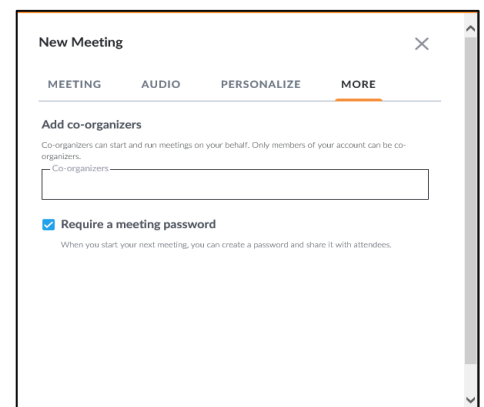 New Meeting
MEETING AUDIO PERSONALIZE MORE
Add co-organizers
Co-organizers can start and run meetings on your behalf. Only members of your account can be co-
organizers.
Co-organizers
Require a meeting password
When you start your next meeting, you can create a password and share it with attendees.